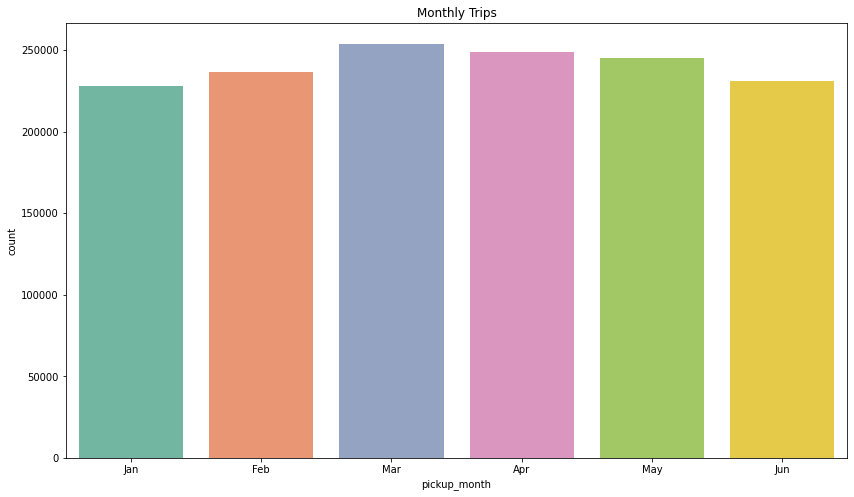 Monthly Trips
250000
200000
150000
100000
50000
0
count
Jan Feb Mar Apr May Jun
pickup_month